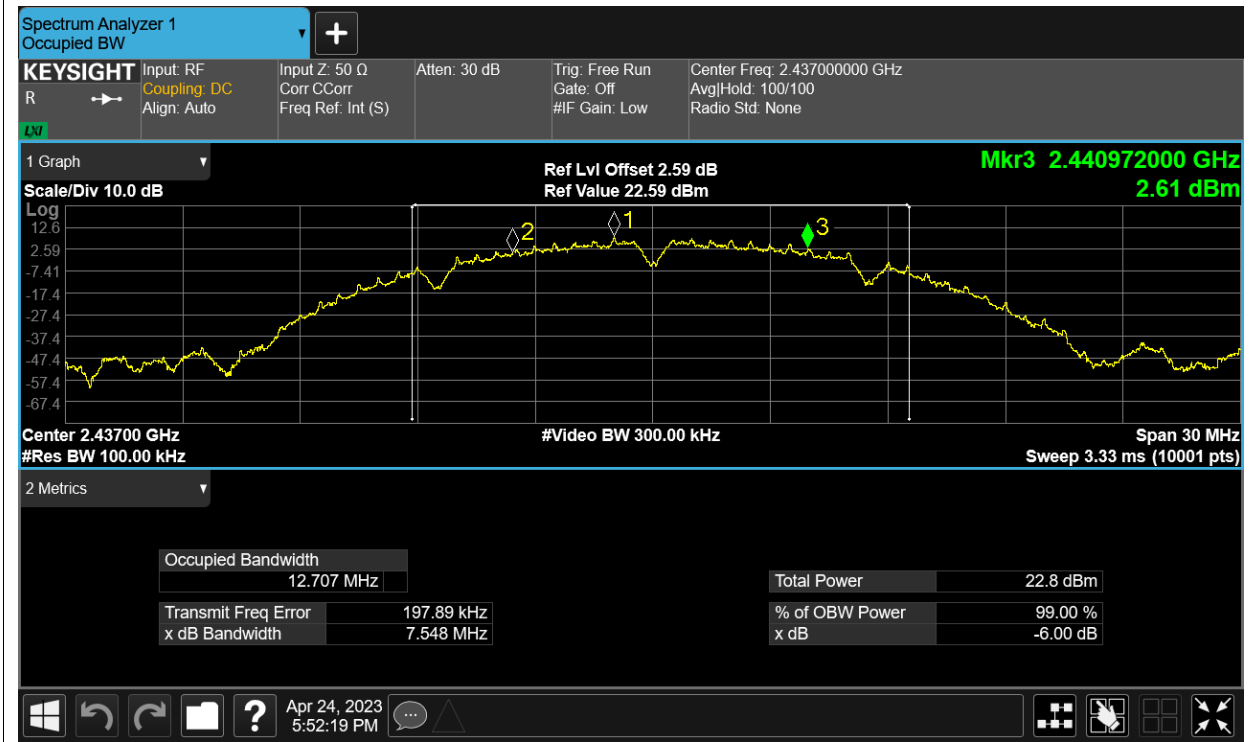 Spectrum Analyzer 1
Occupied BW
KEYSIGHT
R
LXI
Input: RF
Coupling: DC
Align: Auto
Input Z: 50 Ω
Corr CCorr
Freq Ref: Int (S)
Atten: 30 dB
Trig: Free Run
Gate: Off
#IF Gain: Low
Center Freq: 2.437000000 GHz
Avg|Hold: 100/100
Radio Std: None
1 Graph
Scale/Div 10.0 dB
Ref Lvl Offset 2.59 dB
Ref Value 22.59 dBm
Mkr3 2.440972000 GHz
2.61 dBm
Log
12.6
2.59
-7.41
-17.4
-27.4
-37.4
-47.4
-57.4
-67.4
2
1
3
Center 2.43700 GHz
#Res BW 100.00 kHz
#Video BW 300.00 kHz
Span 30 MHz
Sweep 3.33 ms (10001 pts)
2 Metrics
Occupied Bandwidth
12.707 MHz
Transmit Freq Error 197.89 kHz
x dB Bandwidth 7.548 MHz
Total Power 22.8 dBm
% of OBW Power 99.00 %
x dB -6.00 dB
?
Apr 24, 2023
5:52:19 PM